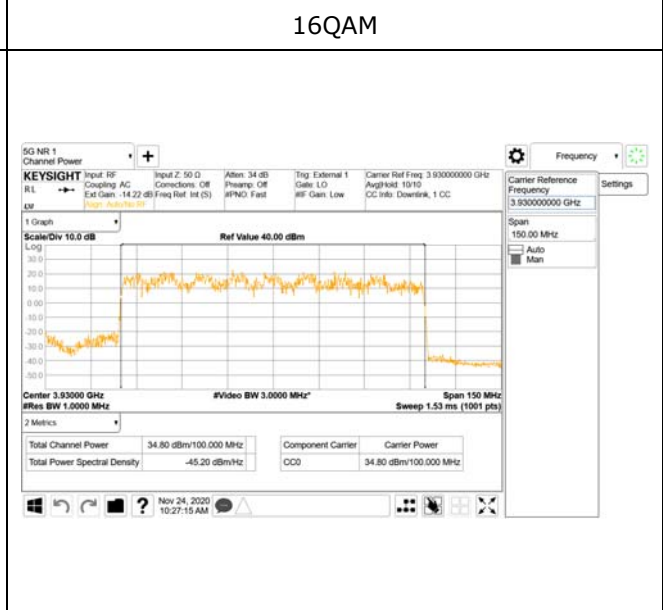 16QAM
5G NR 1
Channel Power
Frequency
KEYSIGHT
RL
Input: RF
Coupling: AC
Ext Gain: -14.22 dB
Align: Auto/No RF
Input Z: 50 Ω
Corrections: Off
Freq Ref: Int (S)
Atten: 34 dB
Preamp: Off
#PNO: Fast
Trig: External 1
Gate: LO
#IF Gain: Low
Carrier Ref Freq: 3.930000000 GHz
Avg|Hold: 10/10
CC Info: Downlink, 1 CC
Carrier Reference
Frequency
3.930000000 GHz
Settings
Span
150.00 MHz
Auto
Man
1 Graph
Scale/Div 10.0 dB
Ref Value 40.00 dBm
Log
30.0
20.0
10.0
0.00
-10.0
-20.0
-30.0
-40.0
-50.0
Center 3.93000 GHz
#Video BW 3.0000 MHz*
Span 150 MHz
#Res BW 1.0000 MHz
Sweep 1.53 ms (1001 pts)
2 Metrics
Total Channel Power 34.80 dBm/100.000 MHz
Total Power Spectral Density -45.20 dBm/Hz
Component Carrier Carrier Power
CC0 34.80 dBm/100.000 MHz
?
Nov 24, 2020
10:27:15 AM